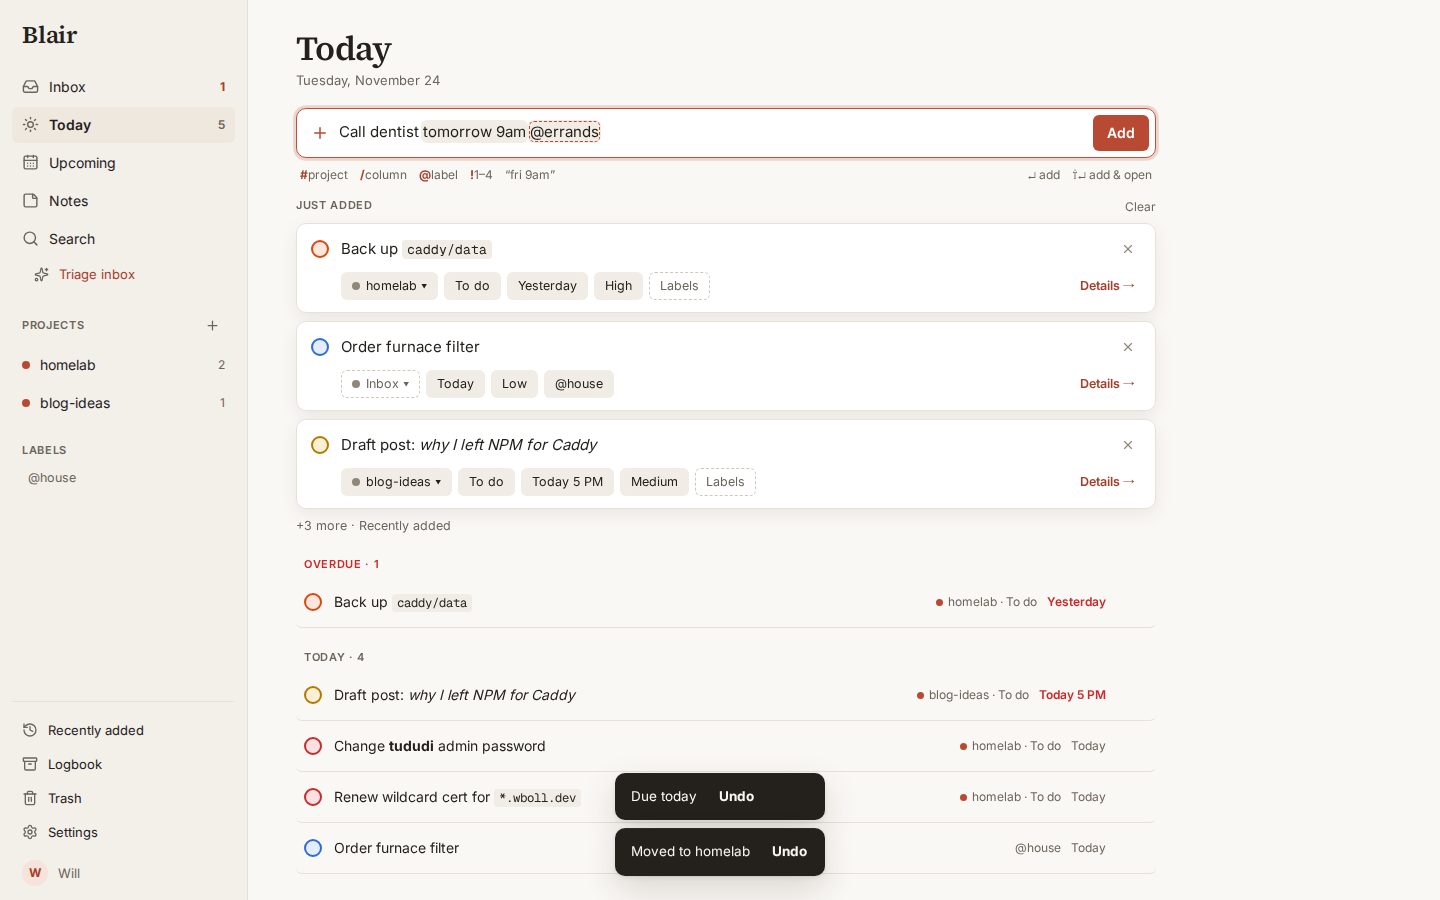 Blair
Inbox 1
Today 5
Upcoming
Notes
Search
Triage inbox
PROJECTS
homelab 2
blog-ideas 1
LABELS
@house
Recently added
Logbook
Trash
Settings
W Will
Today
Tuesday, November 24
Call dentist tomorrow 9am @errands Add
#project /column @label !1–4 “fri 9am” ↵ add ⇧↵ add & open
JUST ADDED Clear
Back up caddy/data ×
homelab ▾ To do Yesterday High Labels Details →
Order furnace filter ×
Inbox ▾ Today Low @house Details →
Draft post: why I left NPM for Caddy ×
blog-ideas ▾ To do Today 5 PM Medium Labels Details →
+3 more · Recently added
OVERDUE · 1
Back up caddy/data homelab · To do Yesterday
TODAY · 4
Draft post: why I left NPM for Caddy blog-ideas · To do Today 5 PM
Change tududi admin password homelab · To do Today
Renew wildcard cert for *.wboll.dev homelab · To do Today
Order furnace filter @house Today
Due today Undo
Moved to homelab Undo